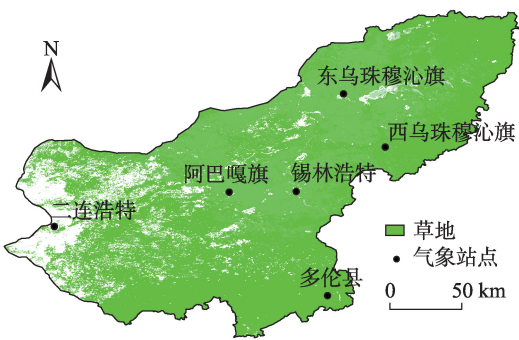 N
东乌珠穆沁旗
西乌珠穆沁旗
阿巴嘎旗
锡林浩特
二连浩特
草地
气象站点
多伦县
0 50 km